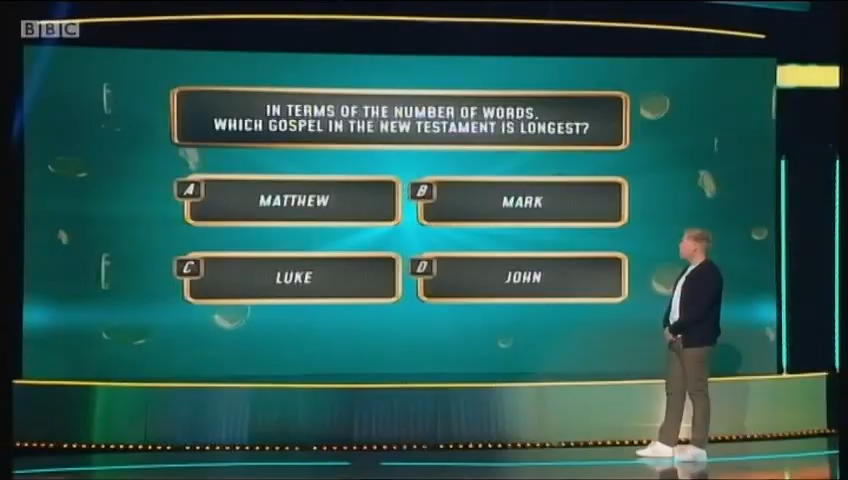 BBC
IN TERMS OF THE NUMBER OF WORDS,
WHICH GOSPEL IN THE NEW TESTAMENT IS LONGEST?
A MATTHEW
B MARK
C LUKE
D JOHN